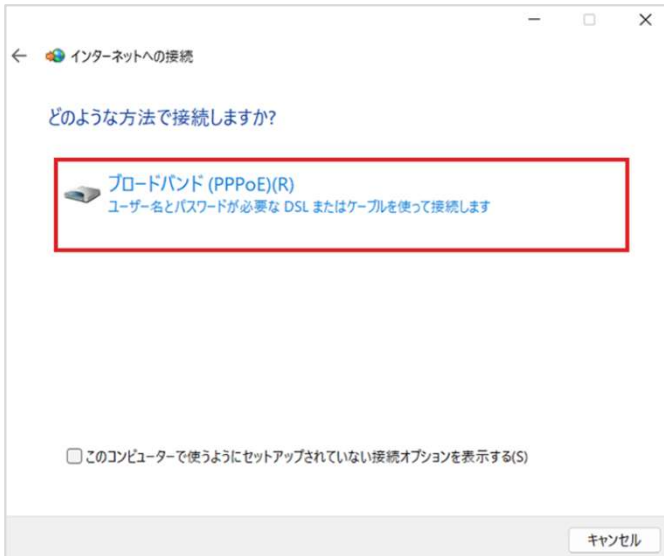 インターネットへの接続
どのような方法で接続しますか?
ブロードバンド (PPPoE)(R)
ユーザー名とパスワードが必要な DSL またはケーブルを使って接続します
このコンピューターで使うようにセットアップされていない接続オプションを表示する(S)
キャンセル